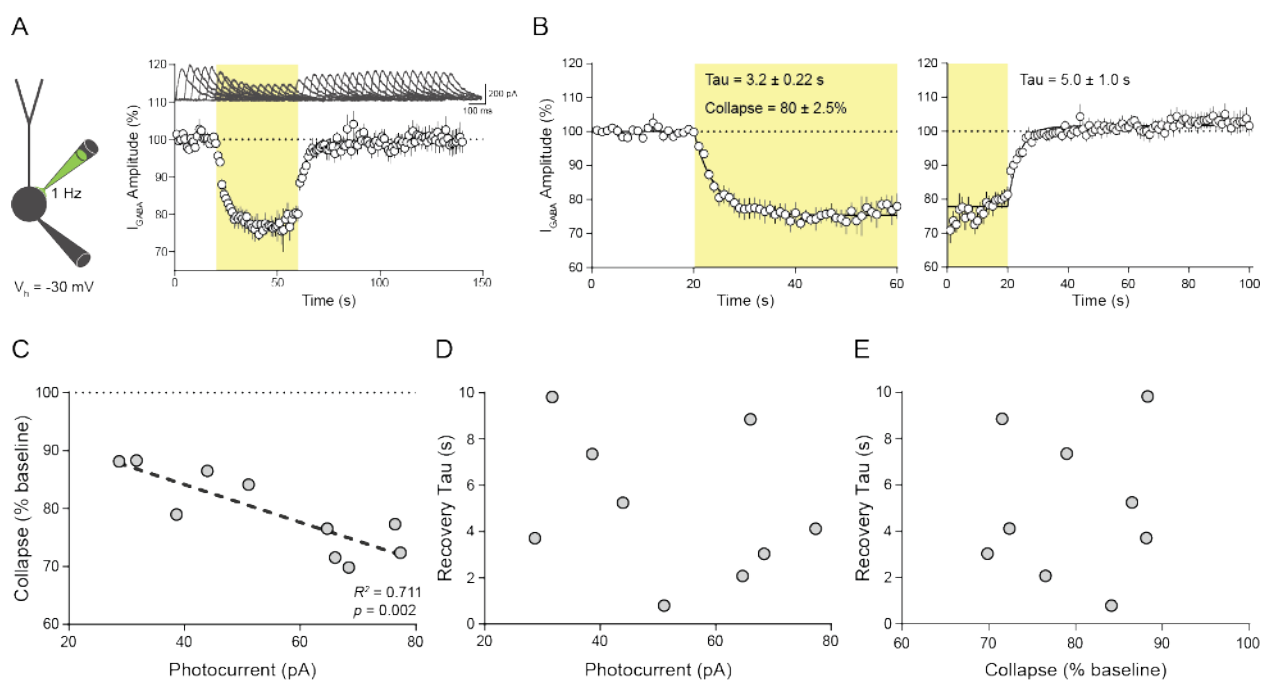 A
1 Hz
Vh = -30 mV
IGABA Amplitude (%)
120
110
100
90
80
70
200 pA
100 ms
0
50
100
150
Time (s)
B
IGABA Amplitude (%)
120
110
100
90
80
70
60
Tau = 3.2 ± 0.22 s
Collapse = 80 ± 2.5%
0
20
40
60
Time (s)
120
110
100
90
80
70
60
Tau = 5.0 ± 1.0 s
0
20
40
60
80
100
Time (s)
C
Collapse (% baseline)
100
90
80
70
60
R2 = 0.711
p = 0.002
20
40
60
80
Photocurrent (pA)
D
Recovery Tau (s)
10
8
6
4
2
0
20
40
60
80
Photocurrent (pA)
E
Recovery Tau (s)
10
8
6
4
2
0
60
70
80
90
100
Collapse (% baseline)